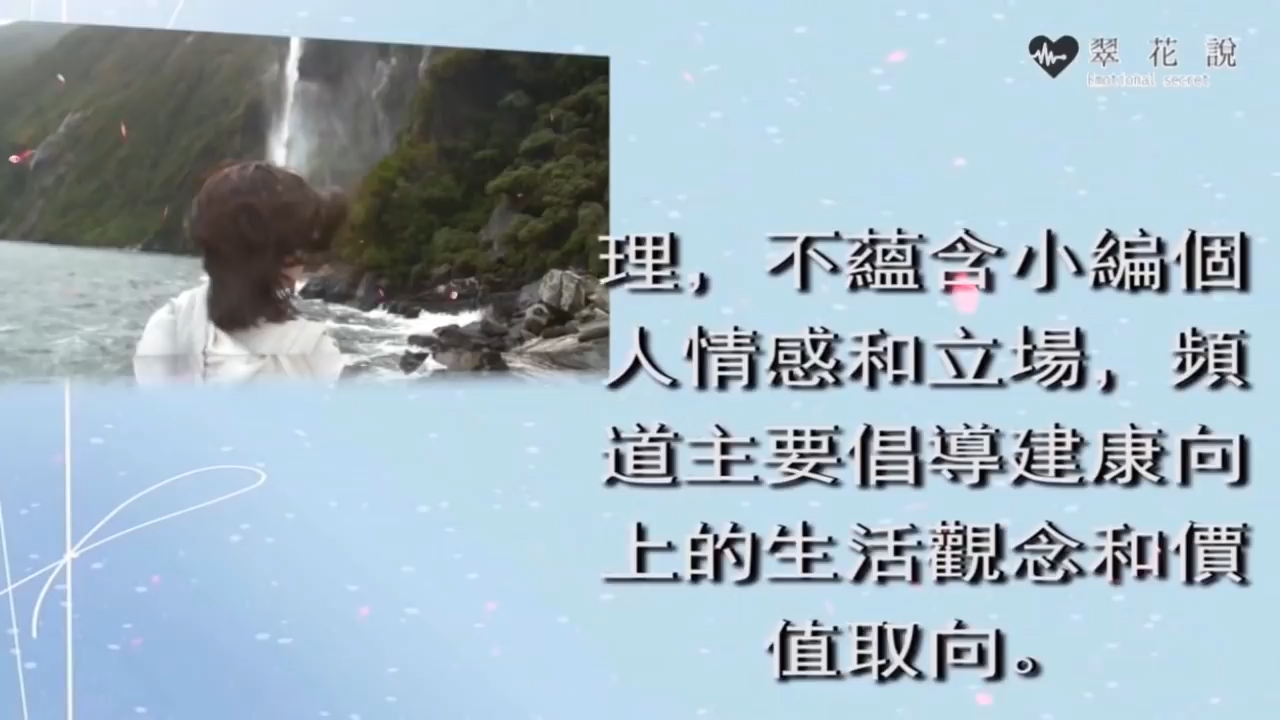 翠花說
Emotional secret
理，不蘊含小編個
人情感和立場，頻
道主要倡導建康向
上的生活觀念和價
值取向。